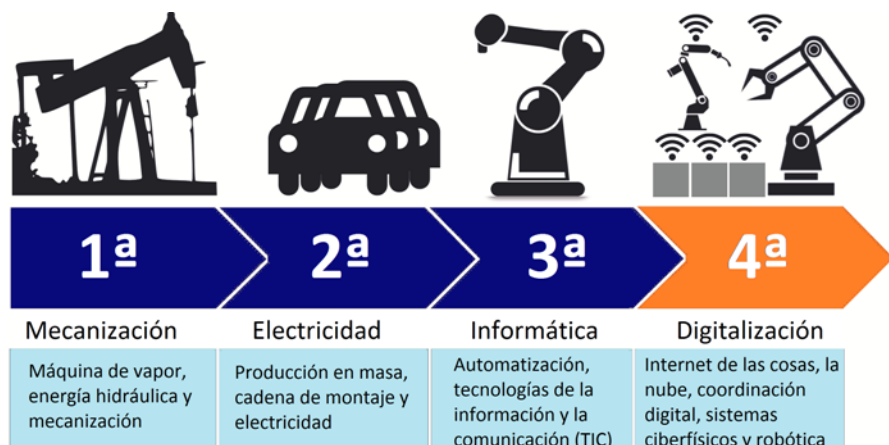 1ª
2ª
3ª
4ª
Mecanización
Electricidad
Informática
Digitalización
Máquina de vapor,
energía hidráulica y
mecanización
Producción en masa,
cadena de montaje y
electricidad
Automatización,
tecnologías de la
información y la
comunicación (TIC)
Internet de las cosas, la
nube, coordinación
digital, sistemas
ciberfísicos y robótica